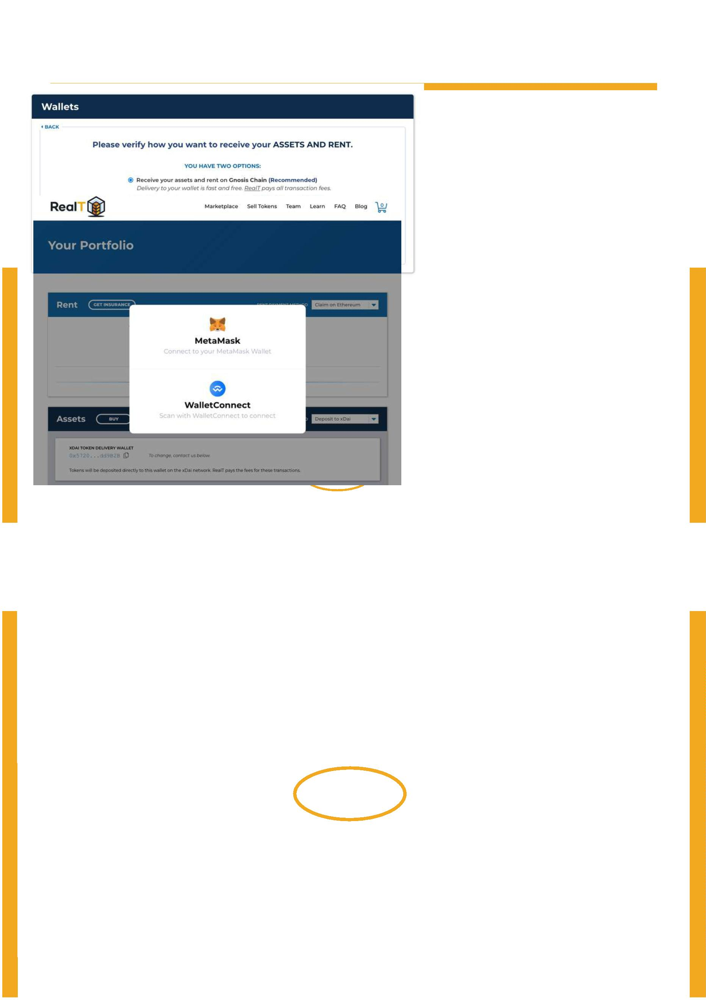 Wallets
BACK
Please verify how you want to receive your ASSETS AND RENT.
YOU HAVE TWO OPTIONS:
Receive your assets and rent on Gnosis Chain (Recommended)
Delivery to your wallet is fast and free. RealT pays all transaction fees.
RealT Marketplace Sell Tokens Team Learn FAQ Blog 0
Your Portfolio
Rent GET INSURANCE RENT PAYMENT METHOD Claim on Ethereum
MetaMask
Connect to your MetaMask Wallet
WalletConnect
Scan with WalletConnect to connect
Assets BUY Deposit to xDai
XDAI TOKEN DELIVERY WALLET
0x5720...dd9B2B To change, contact us below.
Tokens will be deposited directly to this wallet on the xDai network. RealT pays the fees for these transactions.